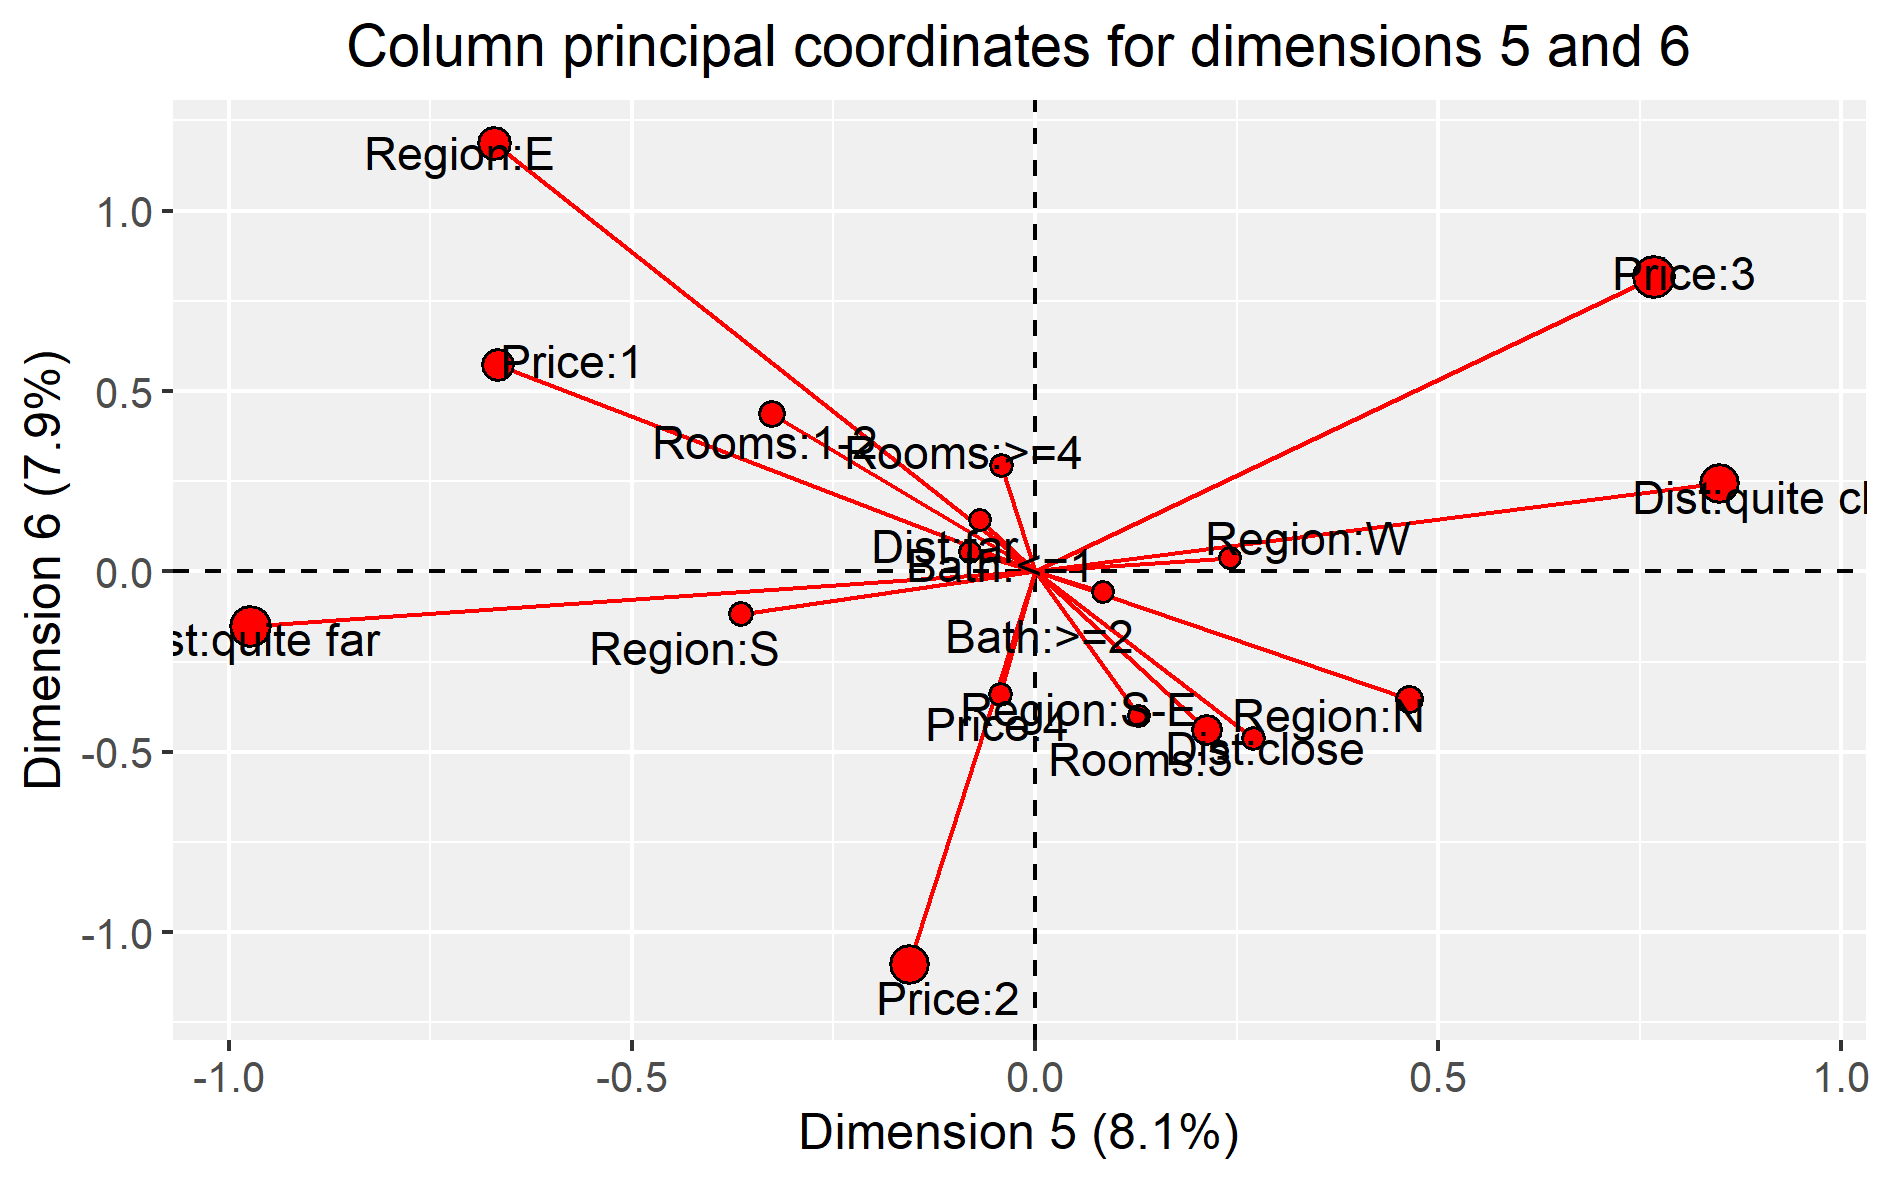 Column principal coordinates for dimensions 5 and 6
Region:E
Price:3
Price:1
Rooms:1-2
Rooms:>=4
Dist:quite cl
Region:W
Dist:far
Bath:<=1
st:quite far
Bath:>=2
Region:S
Region:S-E
Region:N
Price:4
Dist:close
Rooms:3
Price:2
1.0
0.5
0.0
-0.5
-1.0
-1.0
-0.5
0.0
0.5
1.0
Dimension 5 (8.1%)
Dimension 6 (7.9%)